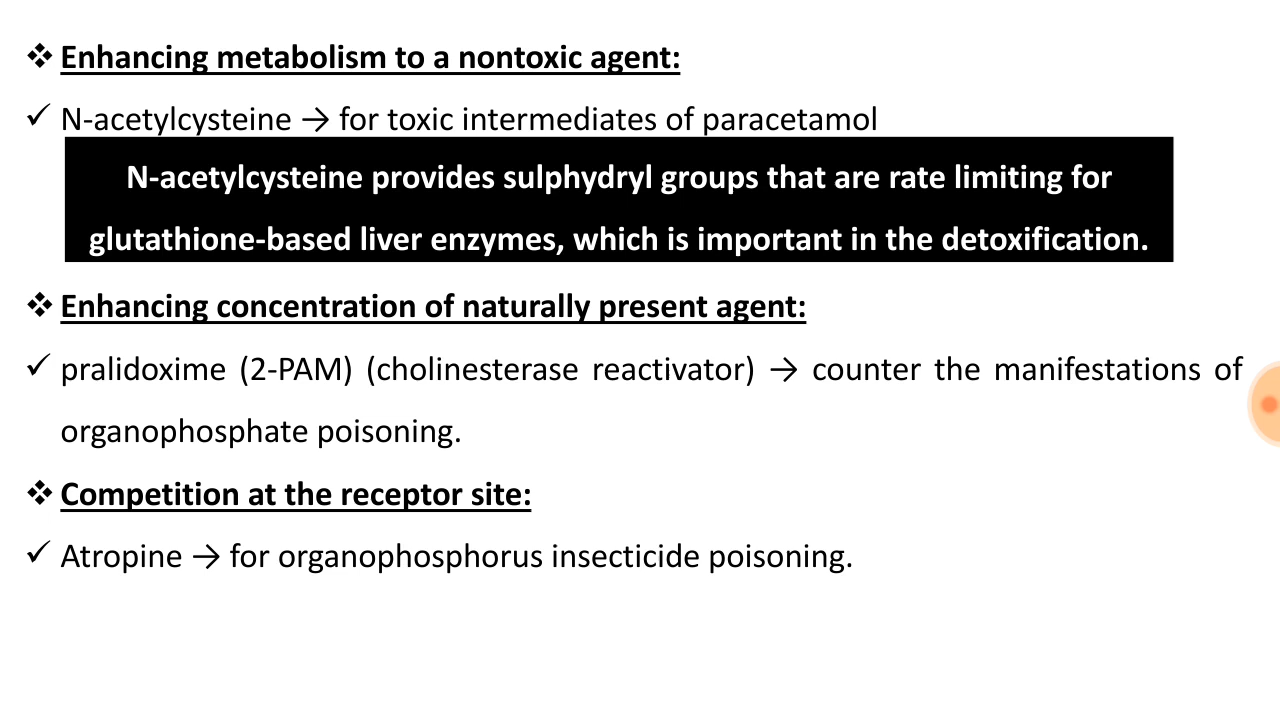 ❖ Enhancing metabolism to a nontoxic agent:
✓ N-acetylcysteine → for toxic intermediates of paracetamol
N-acetylcysteine provides sulphydryl groups that are rate limiting for
glutathione-based liver enzymes, which is important in the detoxification.
❖ Enhancing concentration of naturally present agent:
✓ pralidoxime (2-PAM) (cholinesterase reactivator) → counter the manifestations of
organophosphate poisoning.
❖ Competition at the receptor site:
✓ Atropine → for organophosphorus insecticide poisoning.